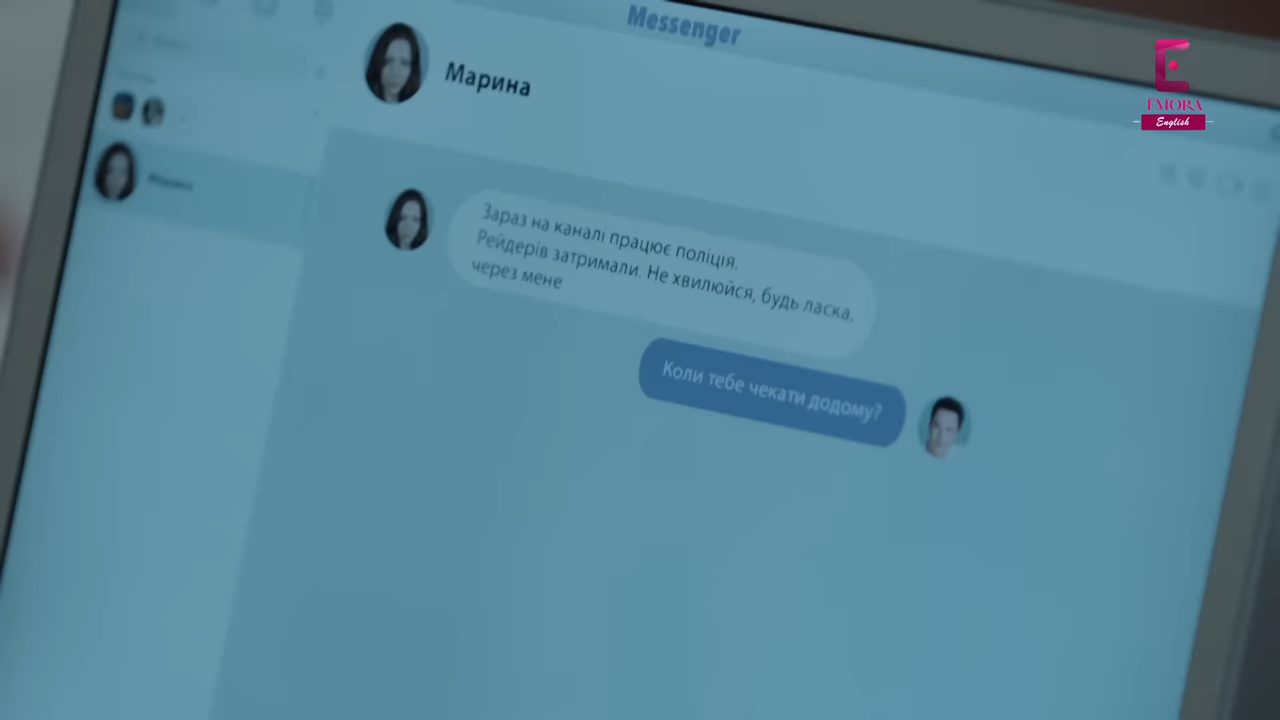 Messenger
Марина
Зараз на каналі працює поліція.
Рейдерів затримали. Не хвилюйся, будь ласка,
через мене
Коли тебе чекати додому?
Марина
EMORA
English